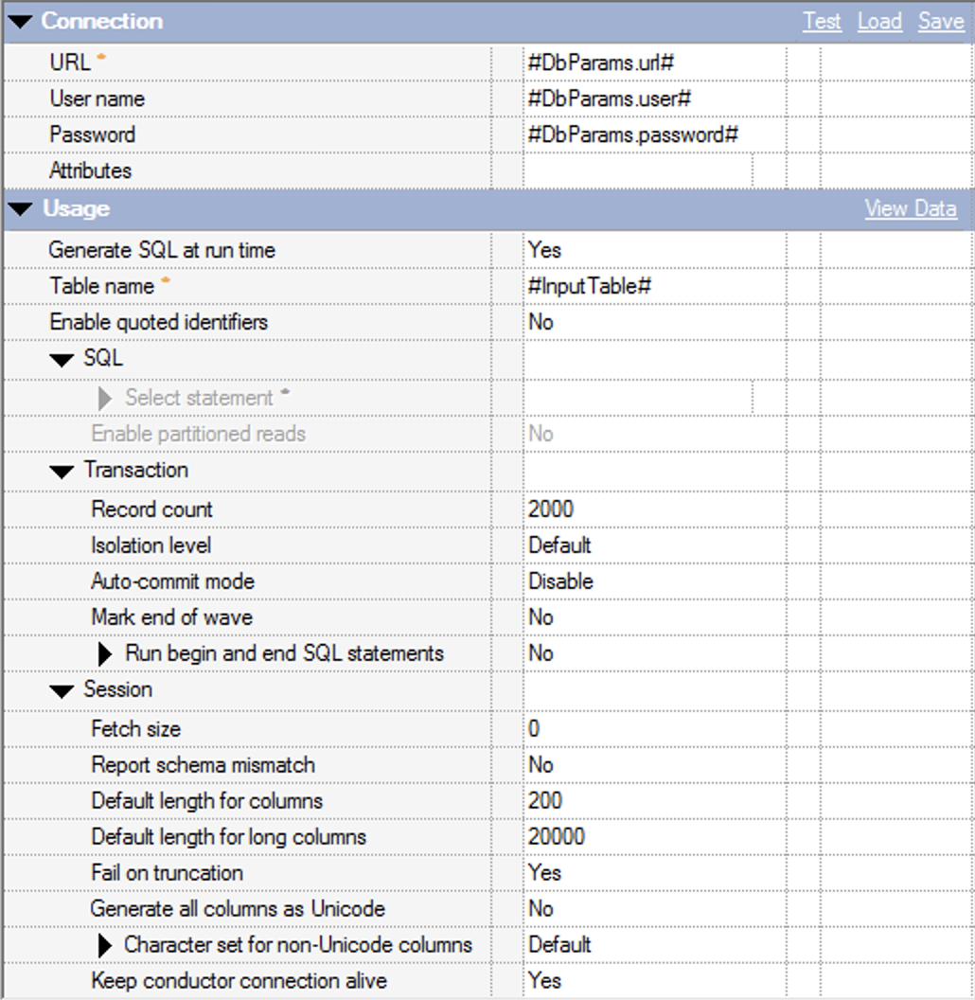 Connection Test Load Save
URL * #DbParams.url#
User name #DbParams.user#
Password #DbParams.password#
Attributes
Usage View Data
Generate SQL at run time Yes
Table name * #InputTable#
Enable quoted identifiers No
SQL
Select statement *
Enable partitioned reads No
Transaction
Record count 2000
Isolation level Default
Auto-commit mode Disable
Mark end of wave No
Run begin and end SQL statements No
Session
Fetch size 0
Report schema mismatch No
Default length for columns 200
Default length for long columns 20000
Fail on truncation Yes
Generate all columns as Unicode No
Character set for non-Unicode columns Default
Keep conductor connection alive Yes